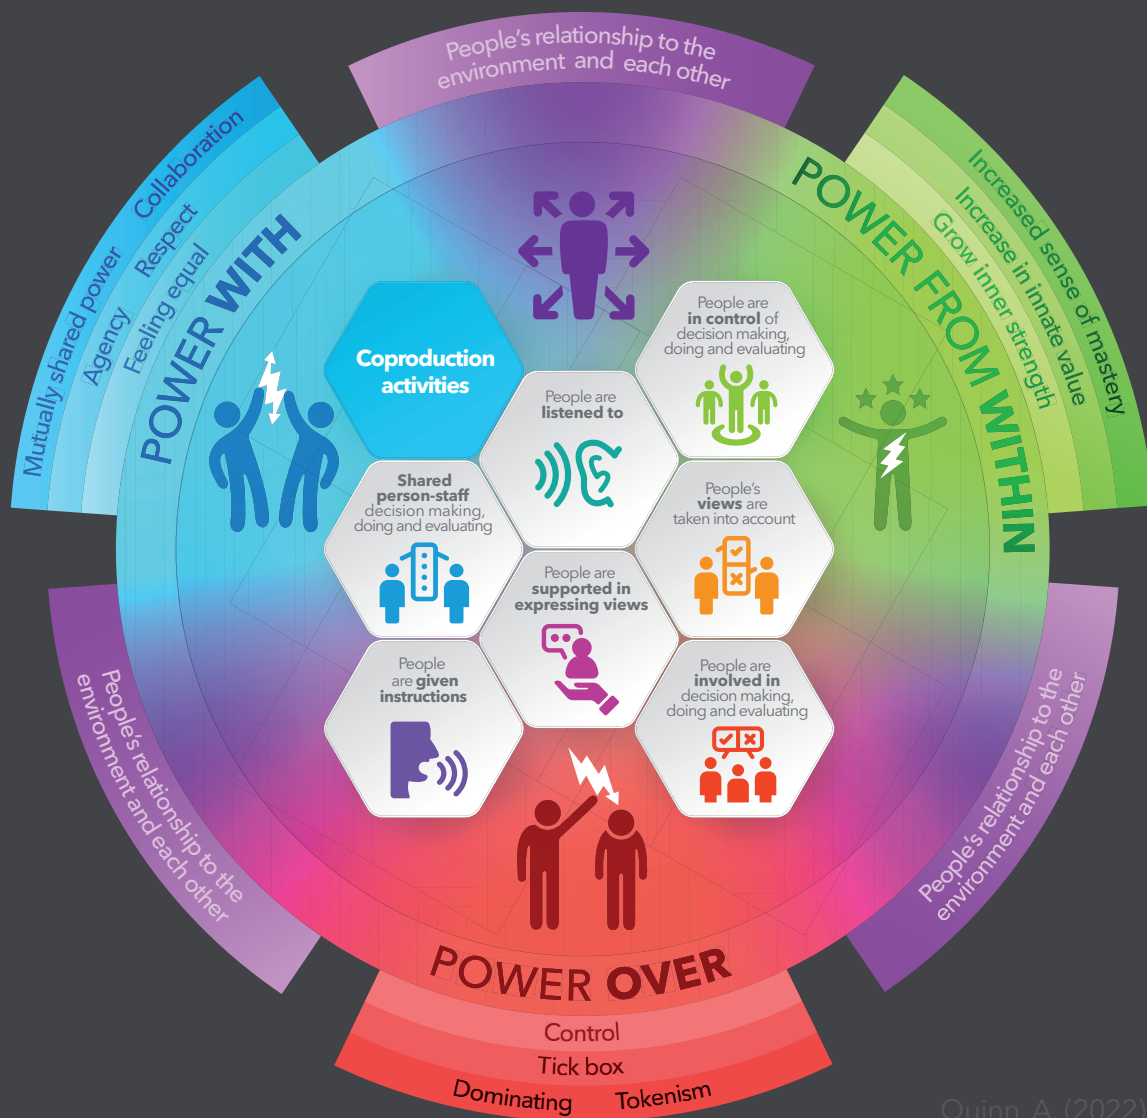 People's relationship to the
environment and each other
Collaboration
Mutually shared power
Respect
Agency
Feeling equal
POWER WITH
Increased sense of mastery
Increase in innate value
Grow inner strength
POWER FROM WITHIN
Coproduction
activities
People are
in control of
decision making,
doing and evaluating
People are
listened to
Shared
person-staff
decision making,
doing and evaluating
People's
views are
taken into account
People are
supported in
expressing views
People
are given
instructions
People are
involved in
decision making,
doing and evaluating
People's relationship to the
environment and each other
People's relationship to the
environment and each other
POWER OVER
Control
Tick box
Dominating Tokenism
Quinn, A. (2022)